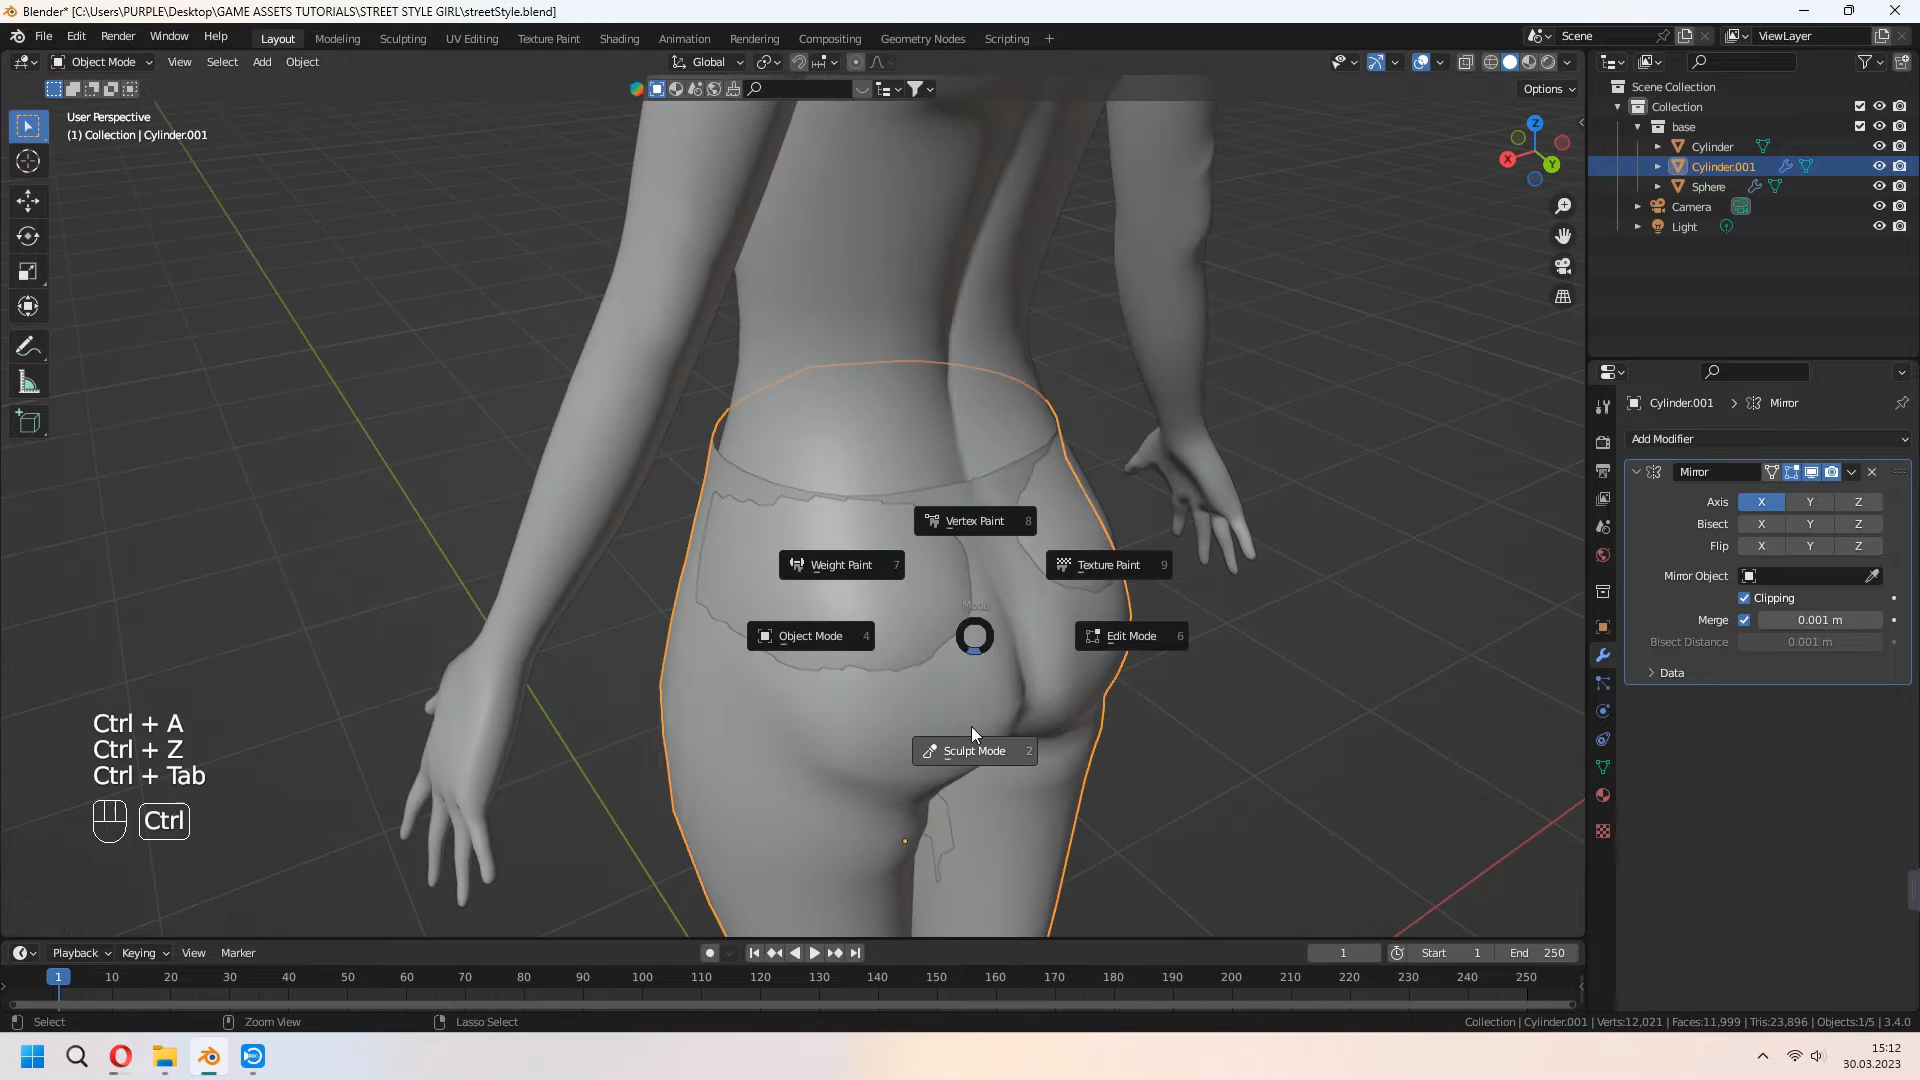 Blender* [C:\Users\PURPLE\Desktop\GAME ASSETS TUTORIALS\STREET STYLE GIRL\streetStyle.blend]
File Edit Render Window Help Layout Modeling Sculpting UV Editing Texture Paint Shading Animation Rendering Compositing Geometry Nodes Scripting + Scene ViewLayer
Object Mode View Select Add Object Global
Options
User Perspective
(1) Collection | Cylinder.001
Z
X
Y
Scene Collection
Collection
base
Cylinder
Cylinder.001
Sphere
Camera
Light
Cylinder.001 > Mirror
Add Modifier
Mirror
Axis X Y Z
Bisect X Y Z
Flip X Y Z
Mirror Object
Clipping
Merge 0.001 m
Bisect Distance 0.001 m
Data
Vertex Paint 8
Weight Paint 7
Texture Paint 9
Mode
Object Mode 4
Edit Mode 6
Sculpt Mode 2
Ctrl + A
Ctrl + Z
Ctrl + Tab
Ctrl
Playback Keying View Marker 1 Start 1 End 250
1 10 20 30 40 50 60 70 80 90 100 110 120 130 140 150 160 170 180 190 200 210 220 230 240 250
Select Zoom View Lasso Select Collection | Cylinder.001 | Verts:12,021 | Faces:11,999 | Tris:23,896 | Objects:1/5 | 3.4.0
15:12
30.03.2023